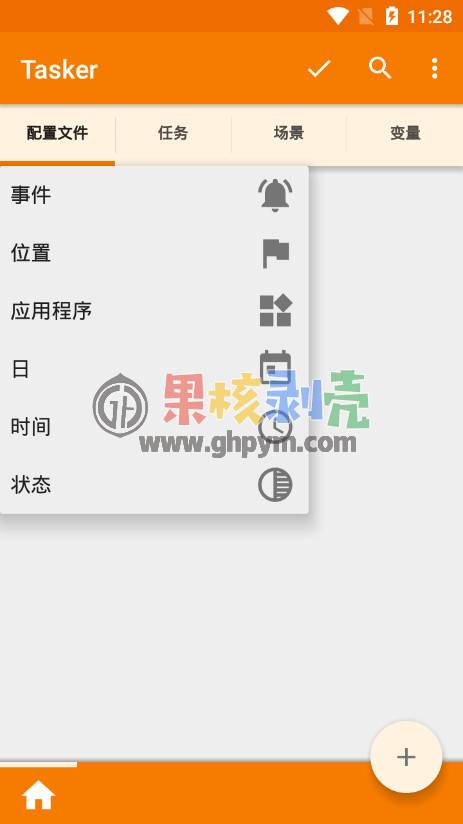 11:28
Tasker
配置文件
任务
场景
变量
事件
位置
应用程序
日
果核剥壳
时间
www.ghpym.com
状态